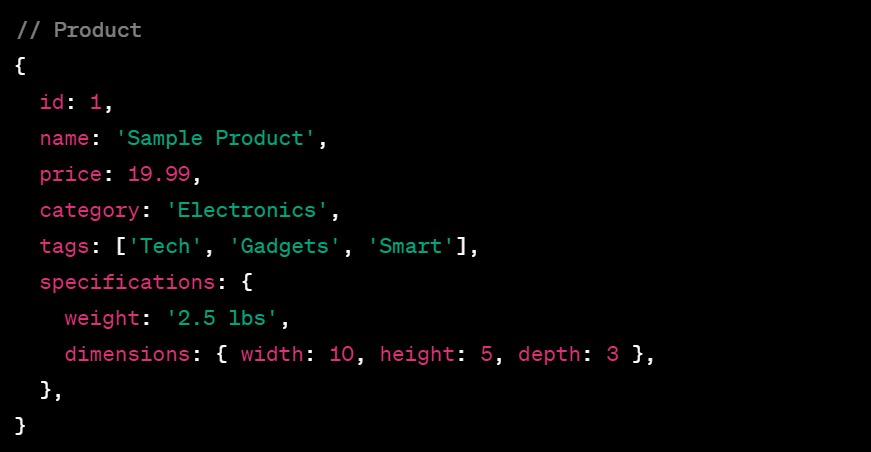 // Product
{
  id: 1,
  name: 'Sample Product',
  price: 19.99,
  category: 'Electronics',
  tags: ['Tech', 'Gadgets', 'Smart'],
  specifications: {
    weight: '2.5 lbs',
    dimensions: { width: 10, height: 5, depth: 3 },
  },
}